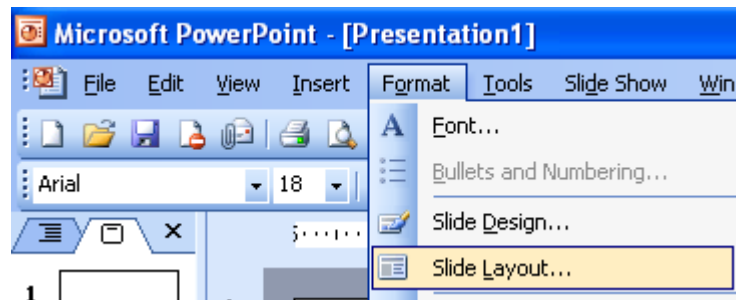 Microsoft PowerPoint - [Presentation1]
File Edit View Insert Format Tools Slide Show Win
A Font...
Bullets and Numbering...
Arial 18
Slide Design...
Slide Layout...
1